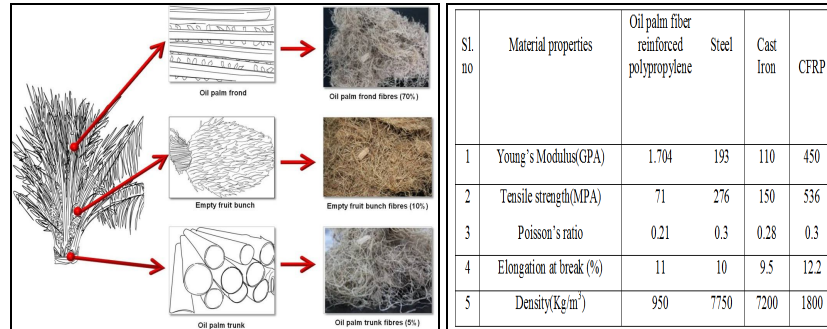 Oil palm frond
Oil palm frond fibres (70%)
Empty fruit bunch
Empty fruit bunch fibres (10%)
Oil palm trunk
Oil palm trunk fibres (5%)
Sl. no Material properties Oil palm fiber reinforced polypropylene Steel Cast Iron CFRP
1 Young's Modulus(GPA) 1.704 193 110 450
2 Tensile strength(MPA) 71 276 150 536
3 Poisson's ratio 0.21 0.3 0.28 0.3
4 Elongation at break (%) 11 10 9.5 12.2
5 Density(Kg/m³) 950 7750 7200 1800